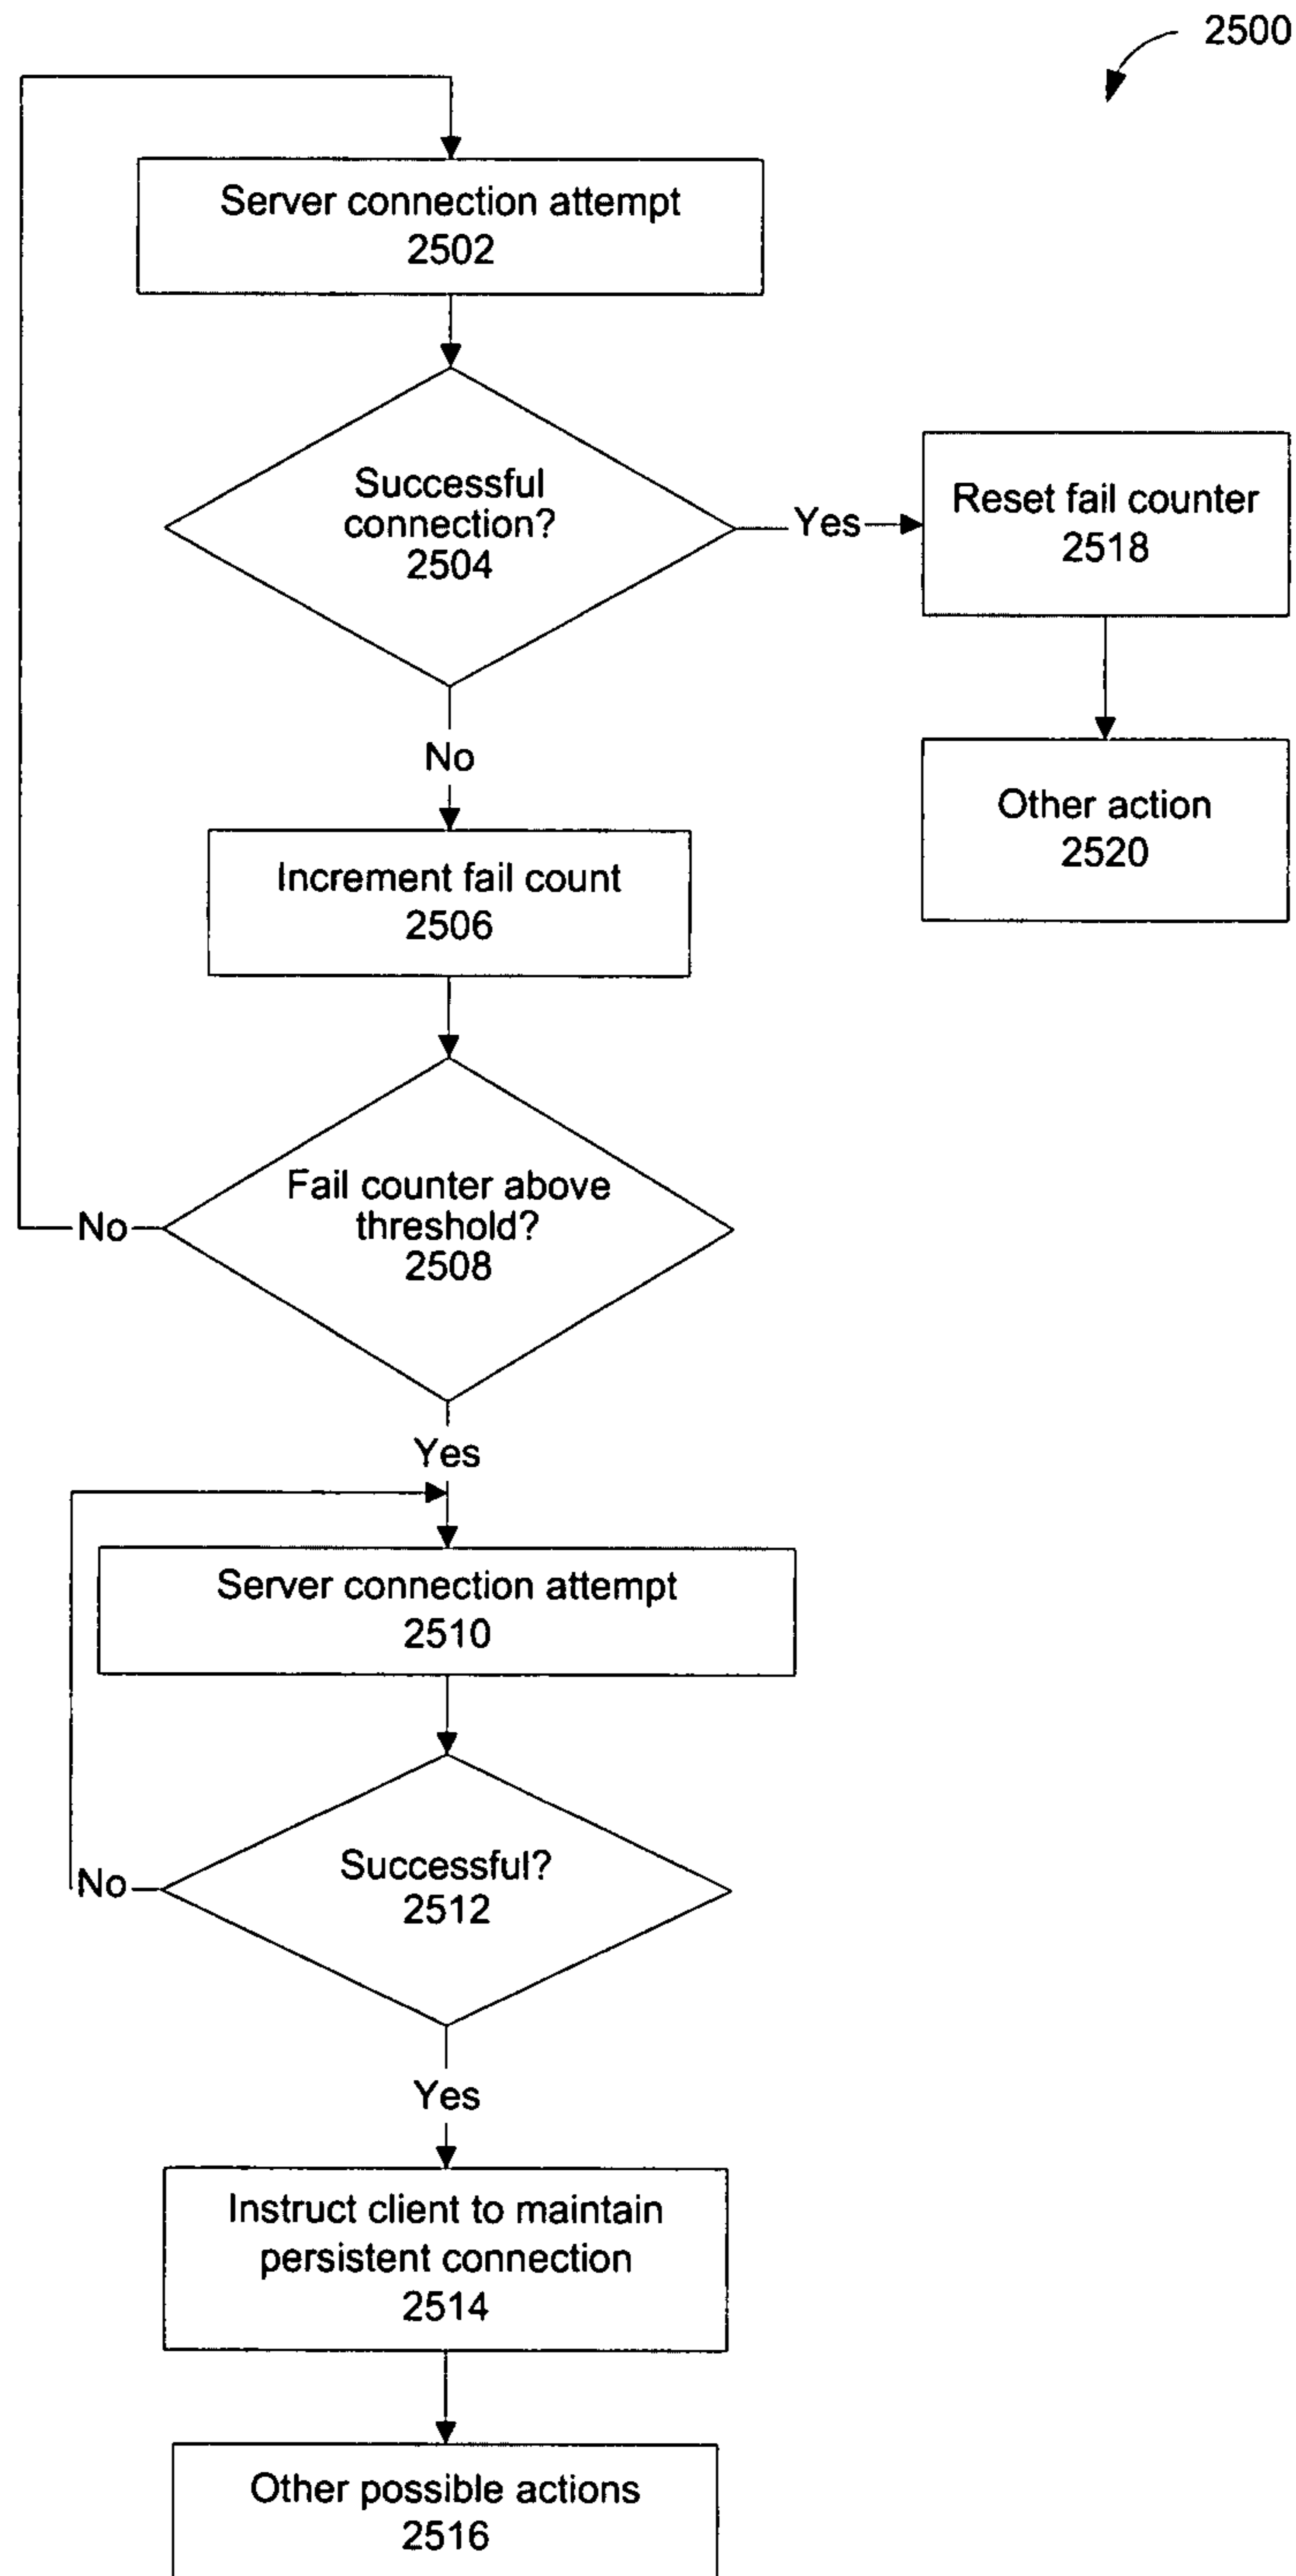 2500
Server connection attempt
2502
Successful
connection?
2504
Yes
Reset fail counter
2518
No
Other action
2520
Increment fail count
2506
Fail counter above
threshold?
2508
No
Yes
Server connection attempt
2510
Successful?
2512
No
Yes
Instruct client to maintain
persistent connection
2514
Other possible actions
2516